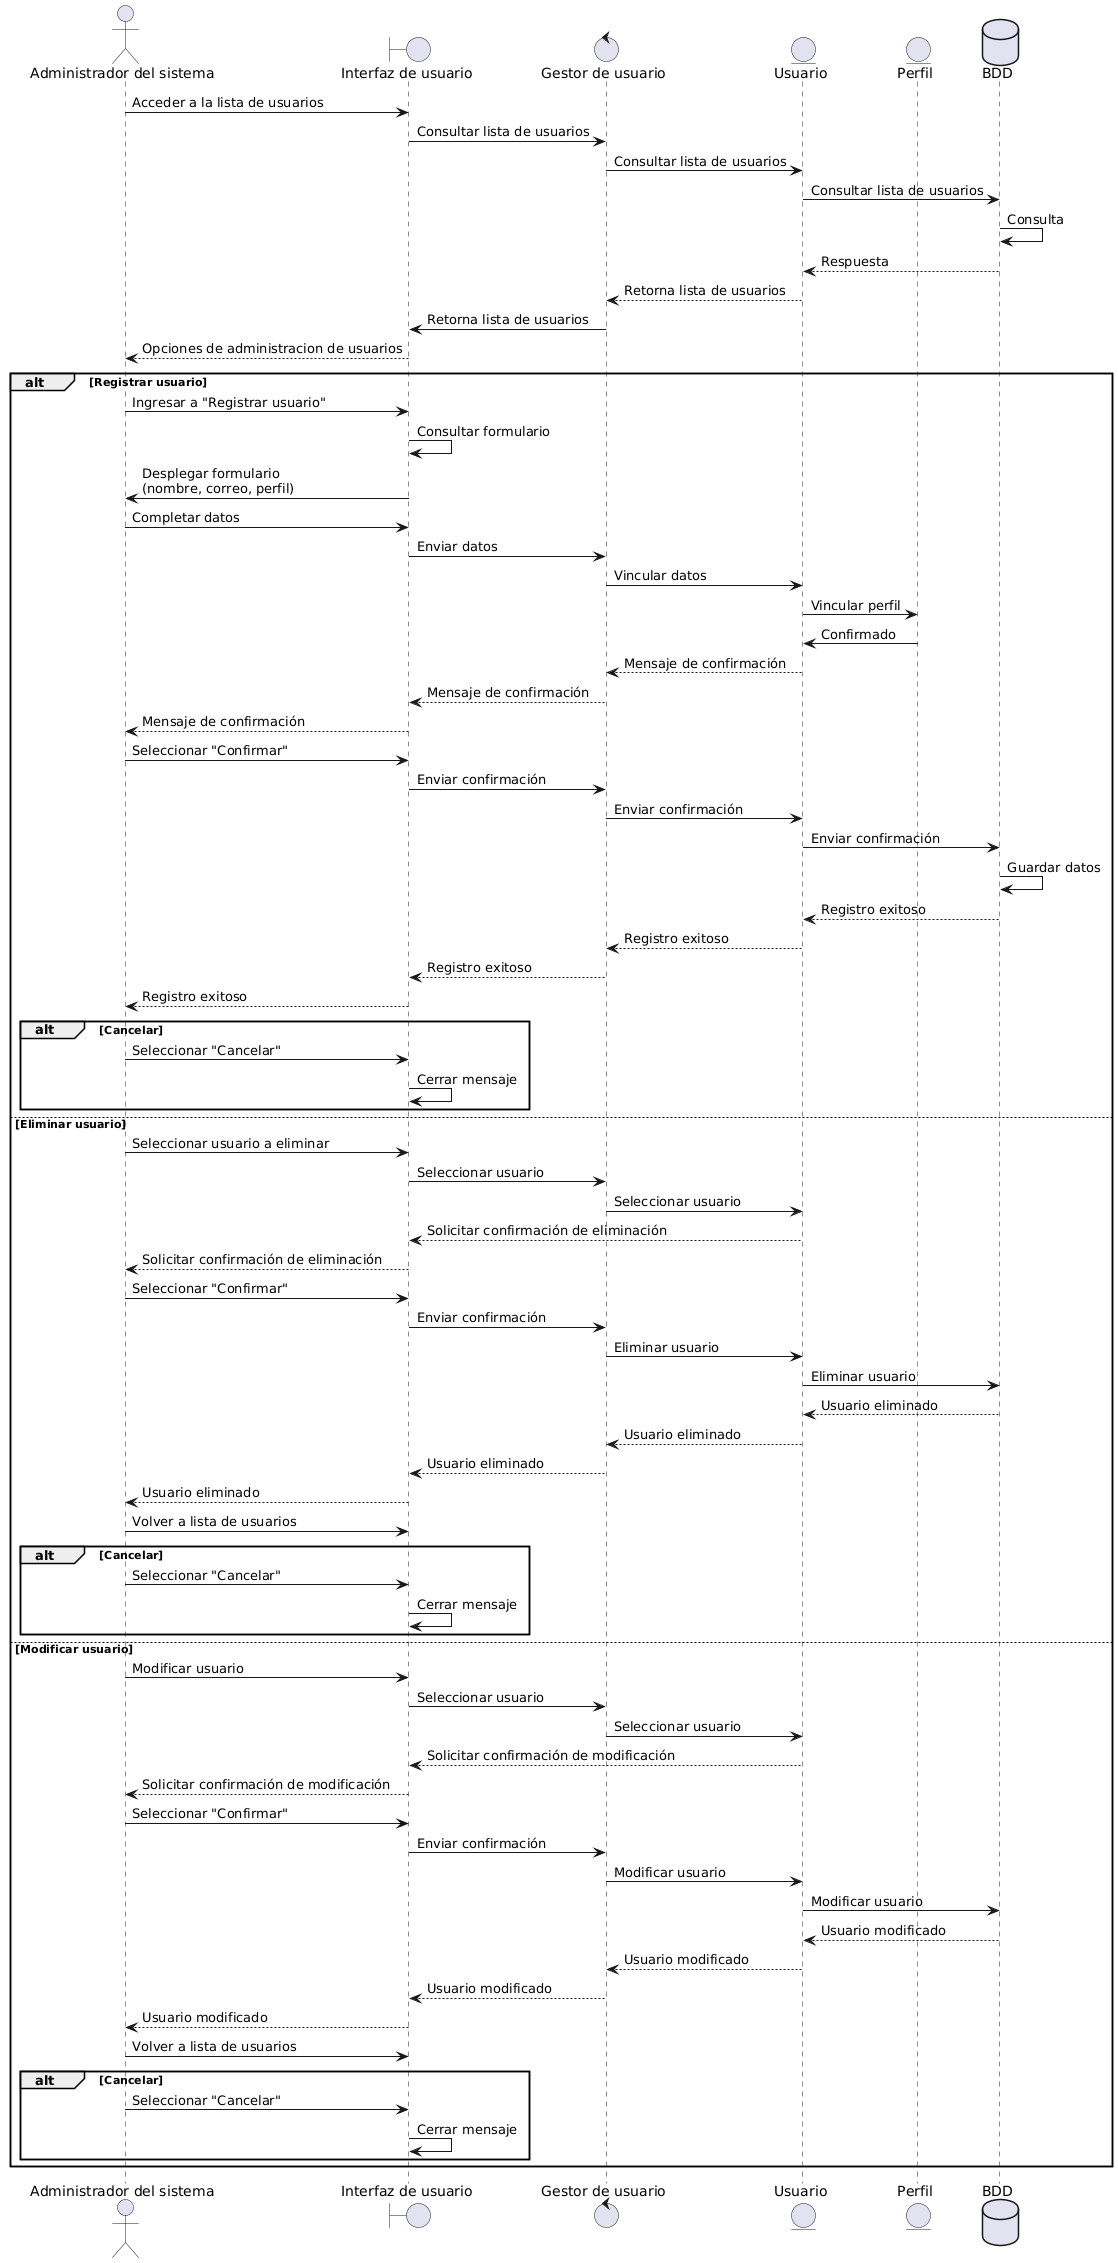 Administrador del sistema
Interfaz de usuario
Gestor de usuario
Usuario
Perfil
BDD
Acceder a la lista de usuarios
Consultar lista de usuarios
Consultar lista de usuarios
Consultar lista de usuarios
Consulta
Respuesta
Retorna lista de usuarios
Retorna lista de usuarios
Opciones de administracion de usuarios
alt [Registrar usuario]
Ingresar a "Registrar usuario"
Consultar formulario
Desplegar formulario
(nombre, correo, perfil)
Completar datos
Enviar datos
Vincular datos
Vincular perfil
Confirmado
Mensaje de confirmación
Mensaje de confirmación
Mensaje de confirmación
Seleccionar "Confirmar"
Enviar confirmación
Enviar confirmación
Enviar confirmación
Guardar datos
Registro exitoso
Registro exitoso
Registro exitoso
Registro exitoso
alt [Cancelar]
Seleccionar "Cancelar"
Cerrar mensaje
[Eliminar usuario]
Seleccionar usuario a eliminar
Seleccionar usuario
Seleccionar usuario
Solicitar confirmación de eliminación
Solicitar confirmación de eliminación
Seleccionar "Confirmar"
Enviar confirmación
Eliminar usuario
Eliminar usuario
Usuario eliminado
Usuario eliminado
Usuario eliminado
Usuario eliminado
Volver a lista de usuarios
alt [Cancelar]
Seleccionar "Cancelar"
Cerrar mensaje
[Modificar usuario]
Modificar usuario
Seleccionar usuario
Seleccionar usuario
Solicitar confirmación de modificación
Solicitar confirmación de modificación
Seleccionar "Confirmar"
Enviar confirmación
Modificar usuario
Modificar usuario
Usuario modificado
Usuario modificado
Usuario modificado
Usuario modificado
Volver a lista de usuarios
alt [Cancelar]
Seleccionar "Cancelar"
Cerrar mensaje
Administrador del sistema
Interfaz de usuario
Gestor de usuario
Usuario
Perfil
BDD